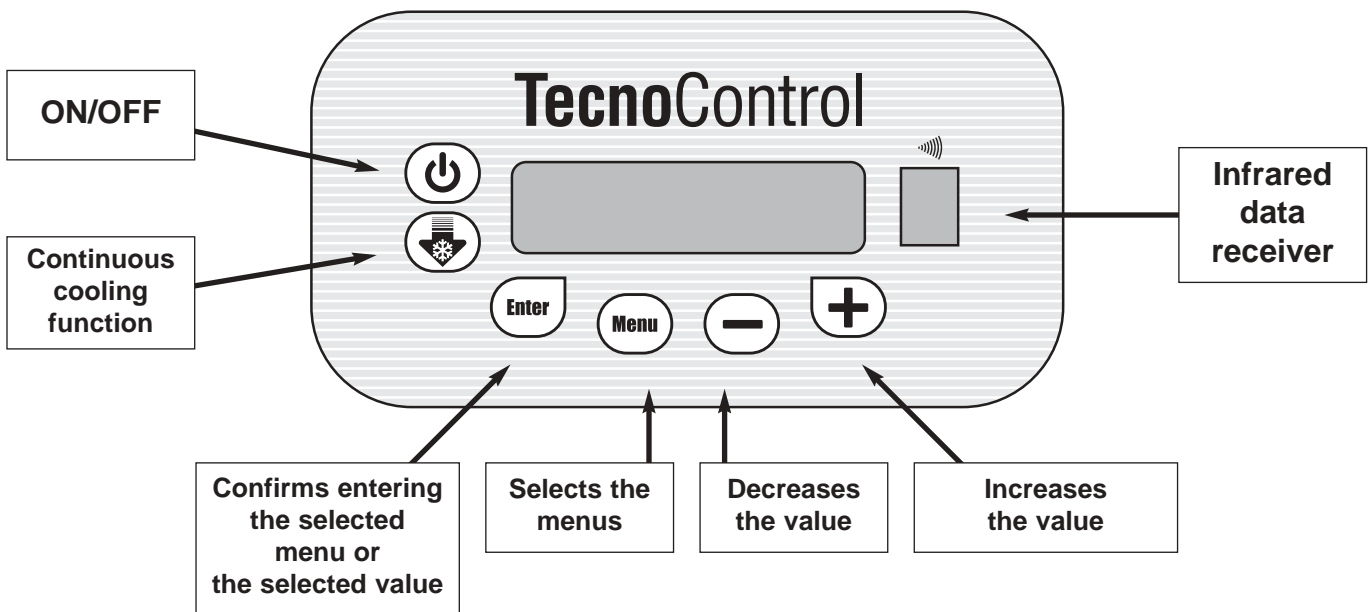 TecnoControl
ON/OFF
Infrared
data
receiver
Continuous
cooling
function
Enter
Menu
Confirms entering
the selected
menu or
the selected value
Selects the
menus
Decreases
the value
Increases
the value